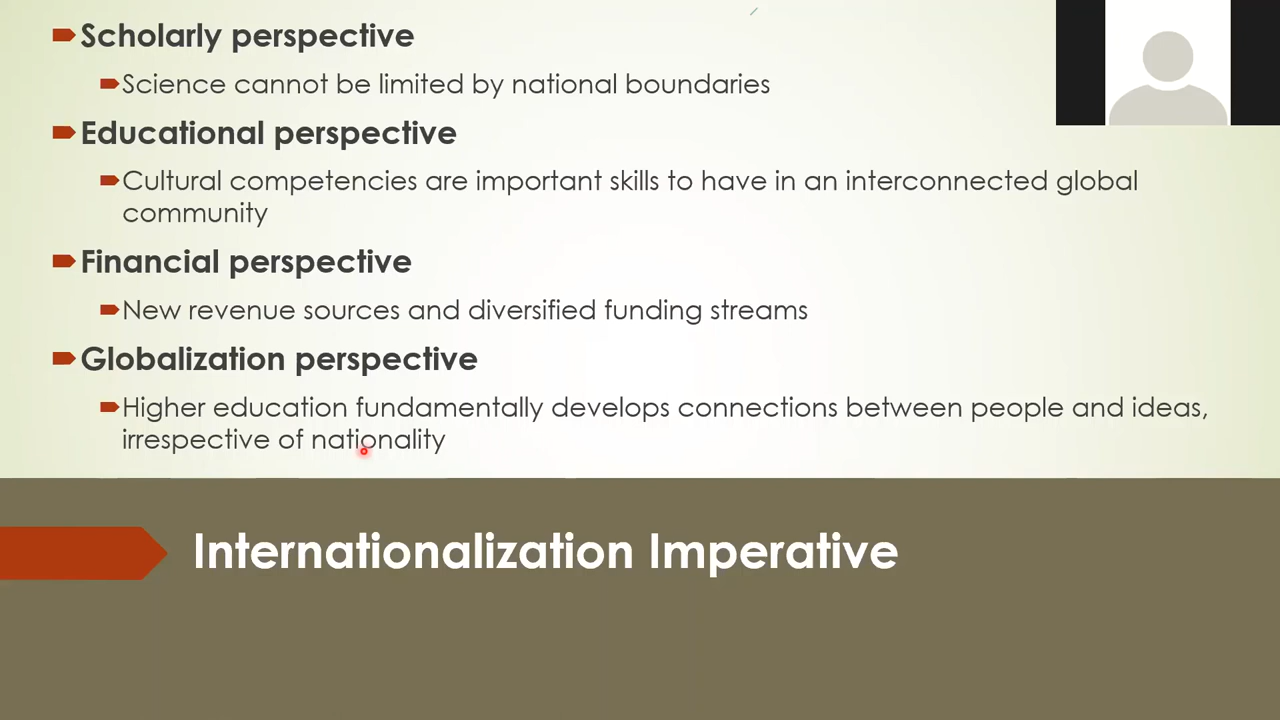 Scholarly perspective
Science cannot be limited by national boundaries
Educational perspective
Cultural competencies are important skills to have in an interconnected global
community
Financial perspective
New revenue sources and diversified funding streams
Globalization perspective
Higher education fundamentally develops connections between people and ideas,
irrespective of nationality
Internationalization Imperative